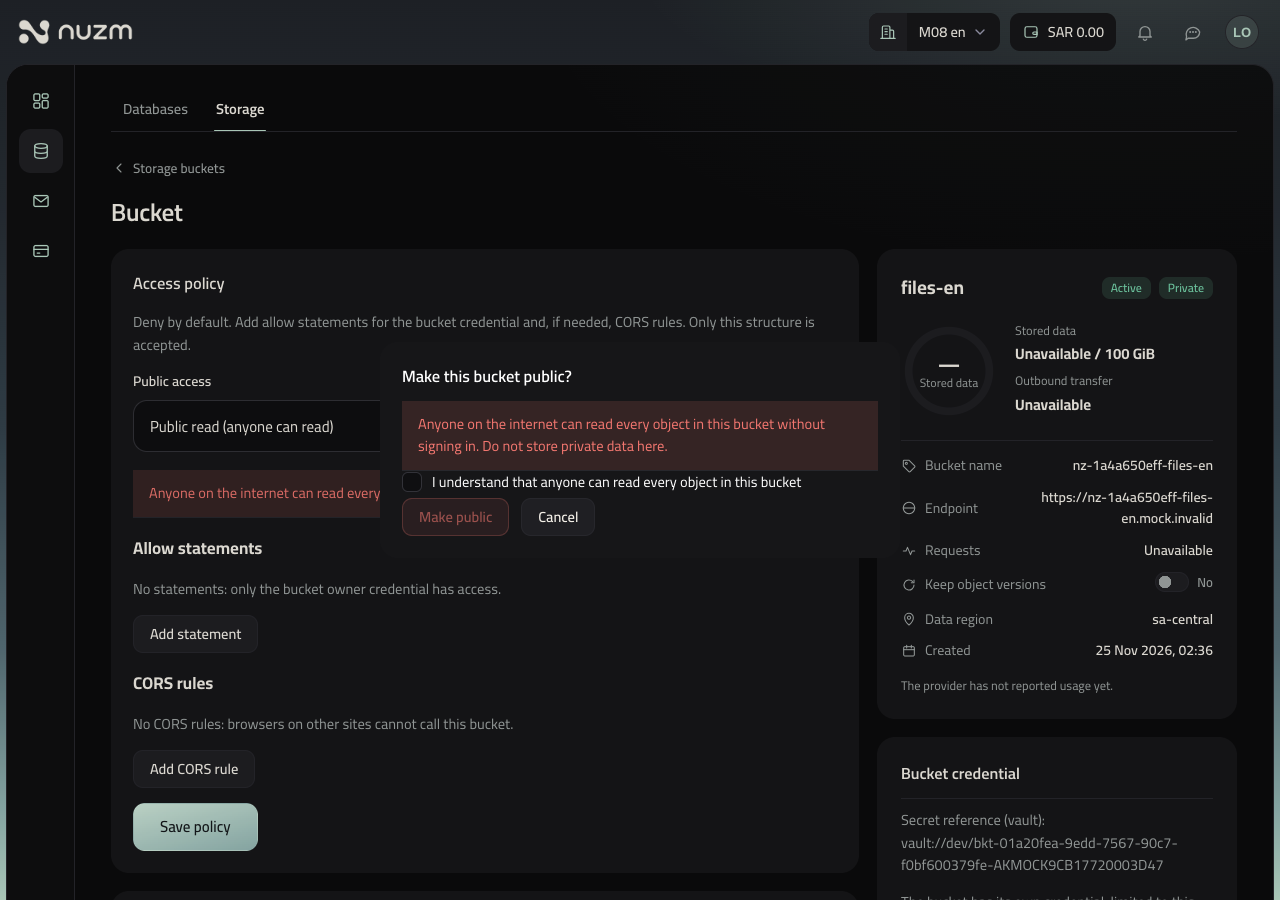 nuzm
M08 en
SAR 0.00
LO
Databases
Storage
Storage buckets
Bucket
Access policy
Deny by default. Add allow statements for the bucket credential and, if needed, CORS rules. Only this structure is
accepted.
Public access
Public read (anyone can read)
Anyone on the internet can read every
Allow statements
No statements: only the bucket owner credential has access.
Add statement
CORS rules
No CORS rules: browsers on other sites cannot call this bucket.
Add CORS rule
Save policy
Make this bucket public?
Anyone on the internet can read every object in this bucket without
signing in. Do not store private data here.
I understand that anyone can read every object in this bucket
Make public
Cancel
files-en
Active
Private
—
Stored data
Stored data
Unavailable / 100 GiB
Outbound transfer
Unavailable
Bucket name
nz-1a4a650eff-files-en
Endpoint
https://nz-1a4a650eff-files-
en.mock.invalid
Requests
Unavailable
Keep object versions
No
Data region
sa-central
Created
25 Nov 2026, 02:36
The provider has not reported usage yet.
Bucket credential
Secret reference (vault):
vault://dev/bkt-01a20fea-9edd-7567-90c7-
f0bf600379fe-AKMOCK9CB17720003D47